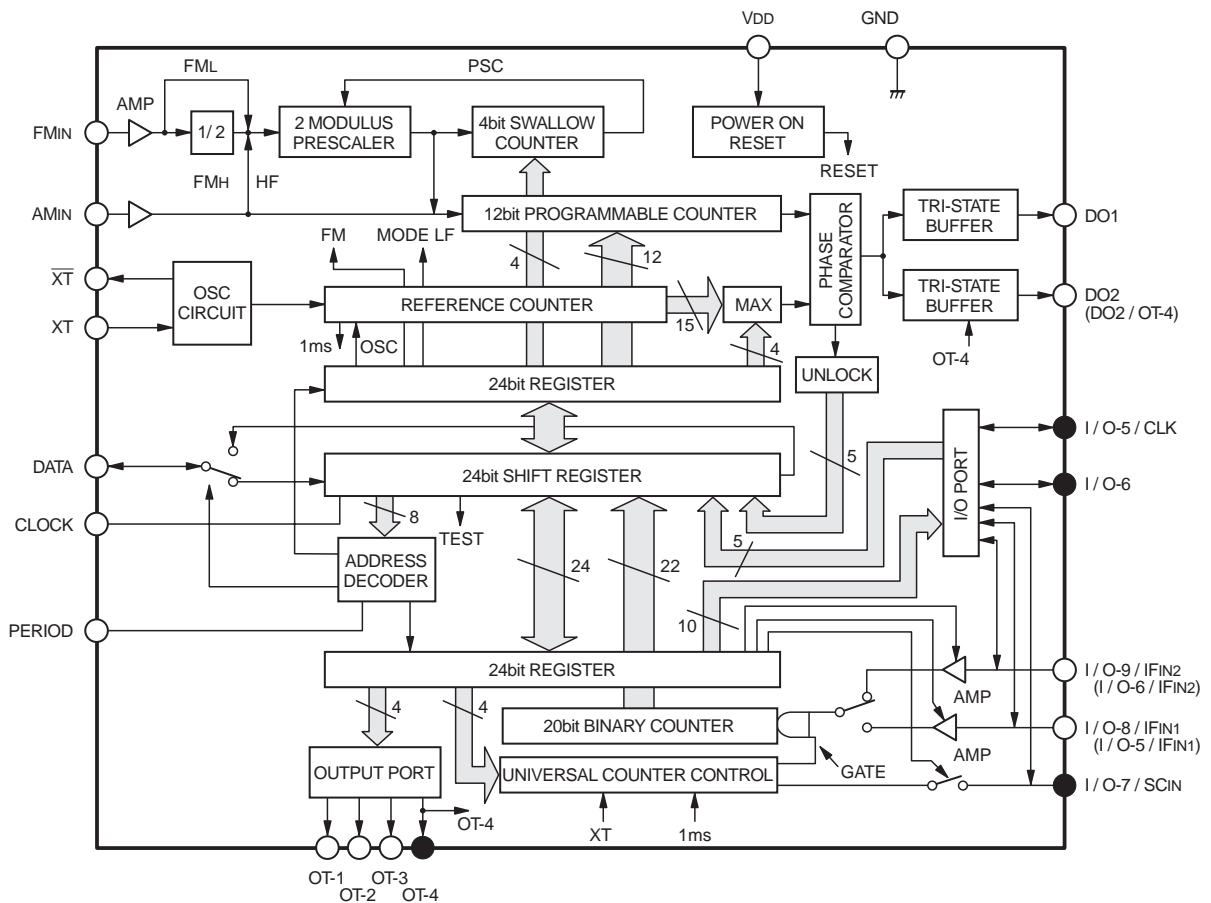 VDD
GND
FML
PSC
AMP
FMIN
1/2
2 MODULUS
PRESCALER
4bit SWALLOW
COUNTER
POWER ON
RESET
RESET
FMH
HF
AMIN
12bit PROGRAMMABLE COUNTER
PHASE
COMPARATOR
TRI-STATE
BUFFER
DO1
FM
MODE LF
4
12
XT
OSC
CIRCUIT
XT
REFERENCE COUNTER
15
MAX
TRI-STATE
BUFFER
DO2
(DO2 / OT-4)
1ms
OSC
4
OT-4
24bit REGISTER
UNLOCK
I / O-5 / CLK
DATA
24bit SHIFT REGISTER
5
I/O PORT
I / O-6
CLOCK
8
TEST
5
ADDRESS
DECODER
24
22
10
PERIOD
24bit REGISTER
I / O-9 / IFIN2
(I / O-6 / IFIN2)
AMP
4
4
20bit BINARY COUNTER
I / O-8 / IFIN1
(I / O-5 / IFIN1)
AMP
OUTPUT PORT
UNIVERSAL COUNTER CONTROL
GATE
I / O-7 / SCIN
OT-4
XT
1ms
OT-1
OT-2
OT-3
OT-4